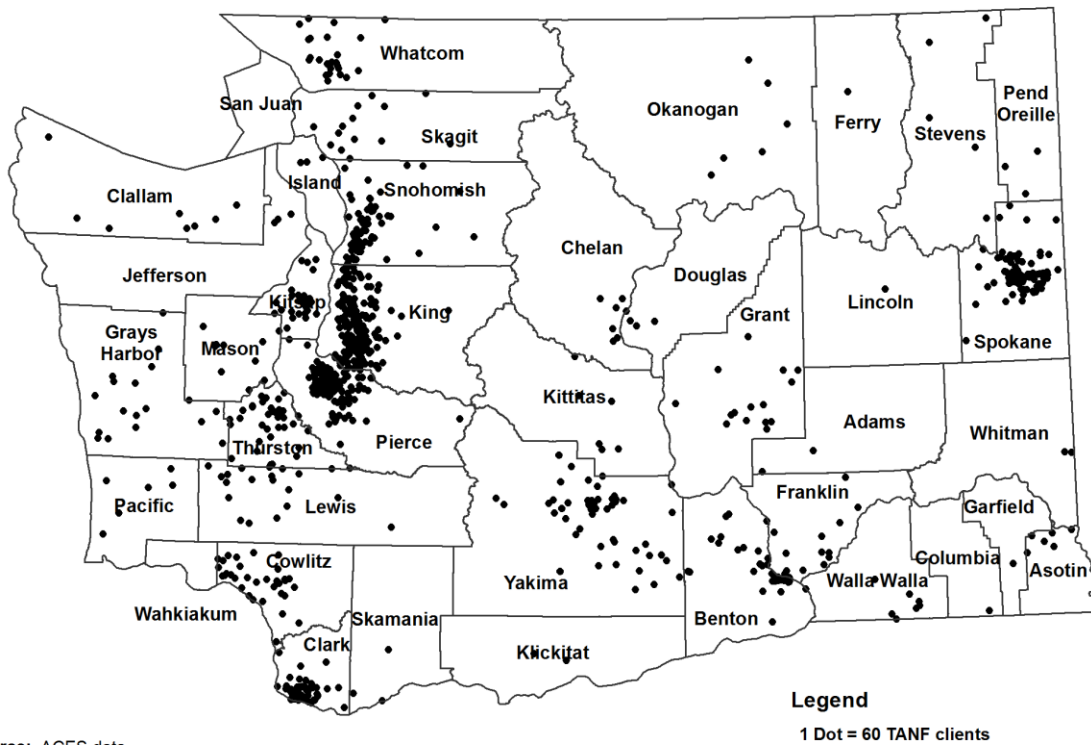 Whatcom
San Juan
Skagit
Okanogan
Ferry
Stevens
Pend
Oreille
Clallam
Island
Snohomish
Chelan
Douglas
Jefferson
Kitsap
King
Grant
Lincoln
Spokane
Grays
Harbor
Mason
Kittitas
Adams
Whitman
Thurston
Pierce
Pacific
Lewis
Franklin
Garfield
Columbia
Asotin
Cowlitz
Yakima
Walla Walla
Wahkiakum
Skamania
Benton
Clark
Klickitat
Legend
1 Dot = 60 TANF clients